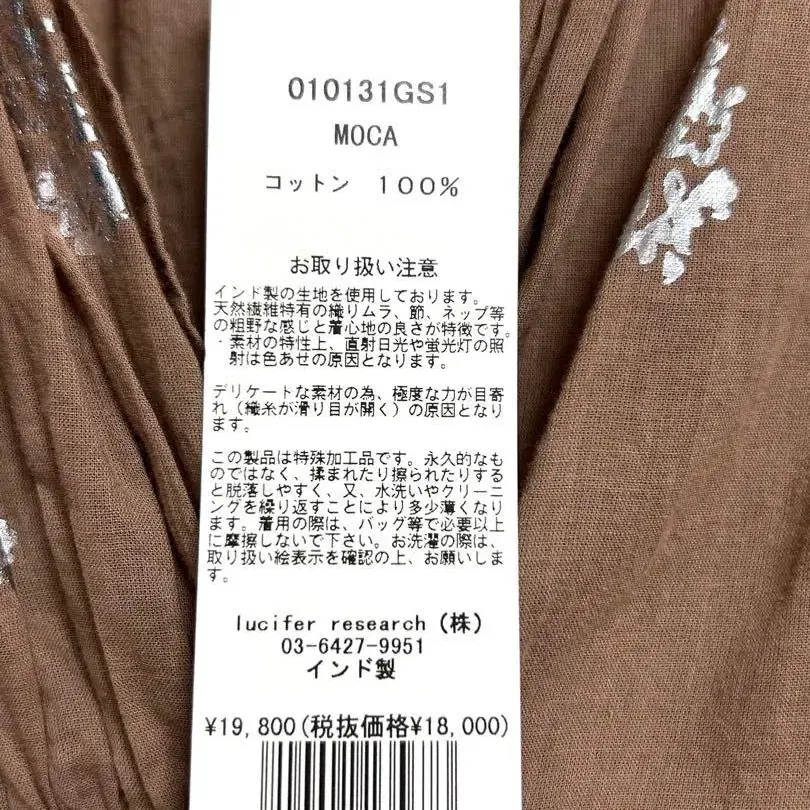 010131GS1
MOCA
コットン 100%
お取り扱い注意
インド製の生地を使用しております。
天然繊維特有の織りムラ、節、ネップ等
の粗野な感じと着心地の良さが特徴です。
・素材の特性上、直射日光や蛍光灯の照
射は色あせの原因となります。
デリケートな素材の為、極度な力が目寄
れ（織糸が滑り目が開く）の原因となり
ます。
この製品は特殊加工品です。永久的なも
のではなく、揉まれたり擦られたりする
と脱落しやすく、又、水洗いやクリーニ
ングを繰り返すことにより多少薄くなり
ます。着用の際は、バッグ等で必要以上
に摩擦しないで下さい。お洗濯の際は、
取り扱い絵表示を確認の上、お願いしま
す。
lucifer research（株）
03-6427-9951
インド製
¥19,800(税抜価格¥18,000)